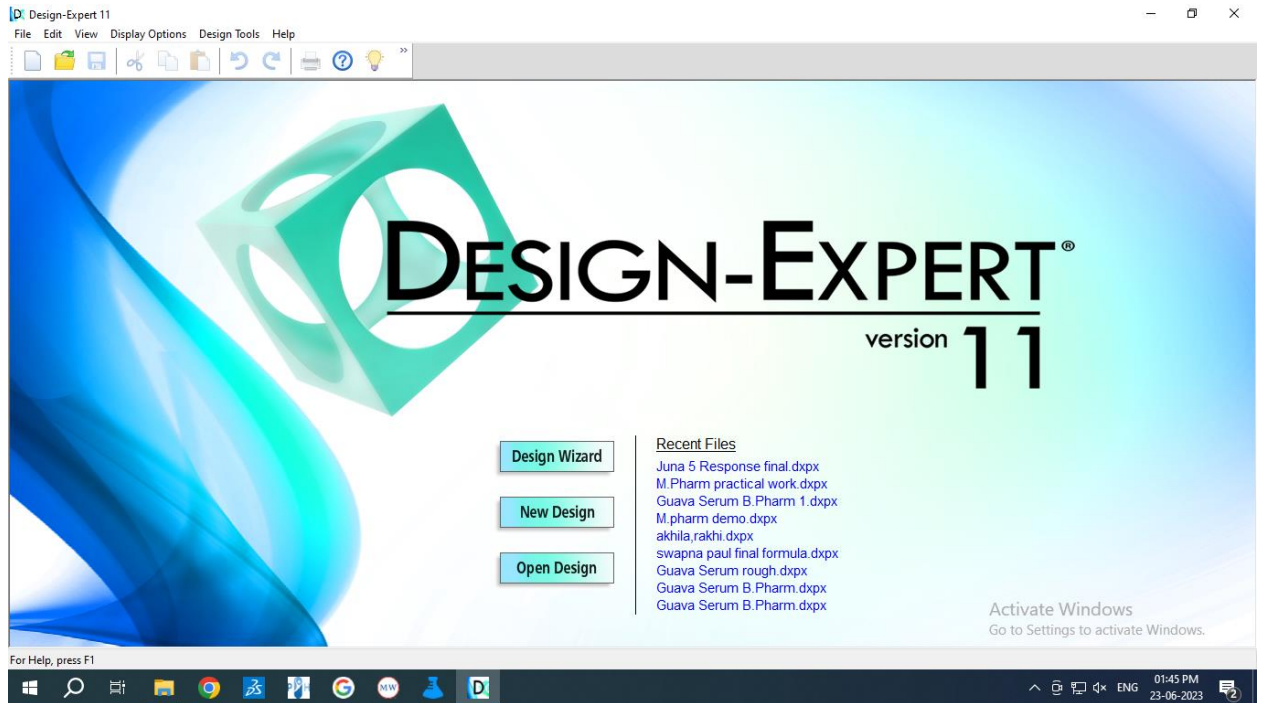 Design-Expert 11
File Edit View Display Options Design Tools Help
DESIGN-EXPERT®
version 11
Design Wizard
New Design
Open Design
Recent Files
Juna 5 Response final.dxpx
M.Pharm practical work.dxpx
Guava Serum B.Pharm 1.dxpx
M.pharm demo.dxpx
akhila,rakhi.dxpx
swapna paul final formula.dxpx
Guava Serum rough.dxpx
Guava Serum B.Pharm.dxpx
Guava Serum B.Pharm.dxpx
Activate Windows
Go to Settings to activate Windows.
For Help, press F1
MW
ENG
01:45 PM
23-06-2023
2